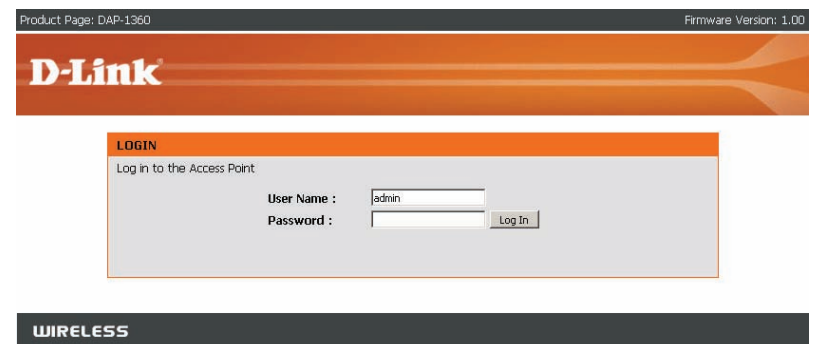 Product Page: DAP-1360 Firmware Version: 1.00
D-Link
LOGIN
Log in to the Access Point
User Name : admin
Password : Log In
WIRELESS